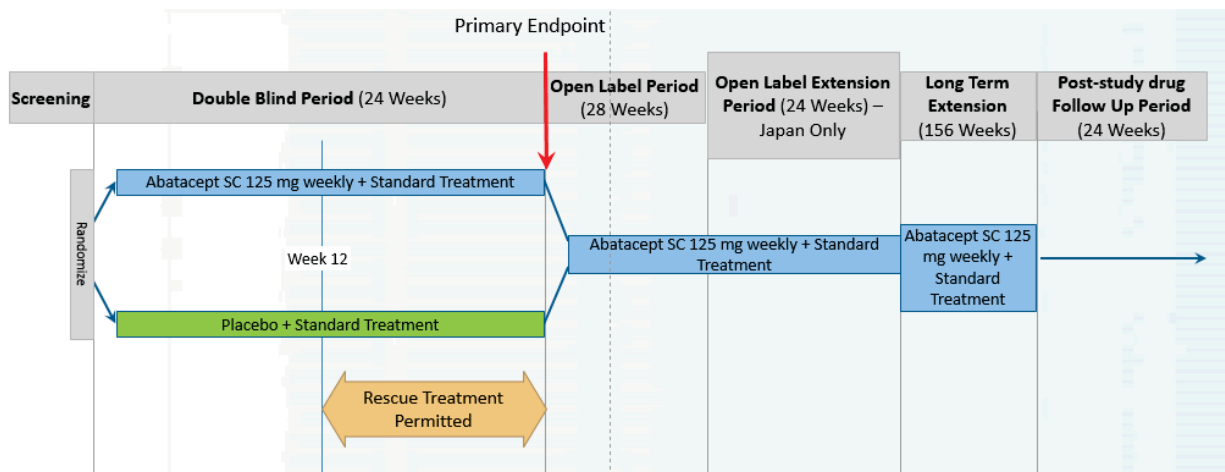 Primary Endpoint
Screening
Double Blind Period (24 Weeks)
Open Label Period
(28 Weeks)
Open Label Extension
Period (24 Weeks) –
Japan Only
Long Term
Extension
(156 Weeks)
Post-study drug
Follow Up Period
(24 Weeks)
Randomize
Abatacept SC 125 mg weekly + Standard Treatment
Week 12
Placebo + Standard Treatment
Abatacept SC 125 mg weekly + Standard
Treatment
Abatacept SC 125
mg weekly +
Standard
Treatment
Rescue Treatment
Permitted